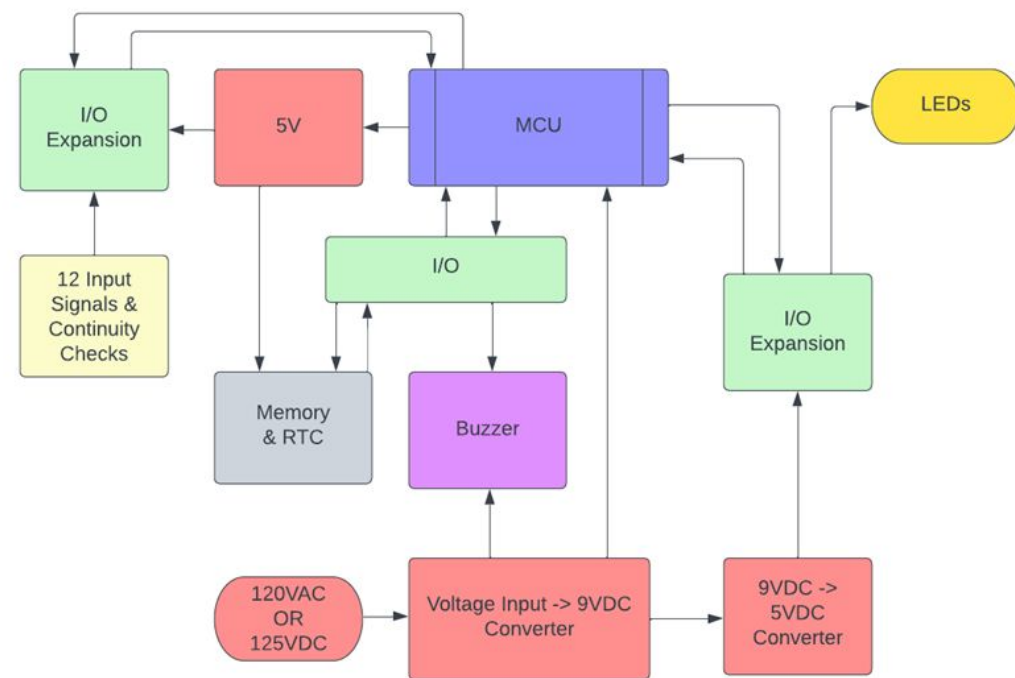 I/O
Expansion
5V
MCU
LEDs
I/O
12 Input
Signals &
Continuity
Checks
I/O
Expansion
Memory
& RTC
Buzzer
120VAC
OR
125VDC
Voltage Input -> 9VDC
Converter
9VDC ->
5VDC
Converter